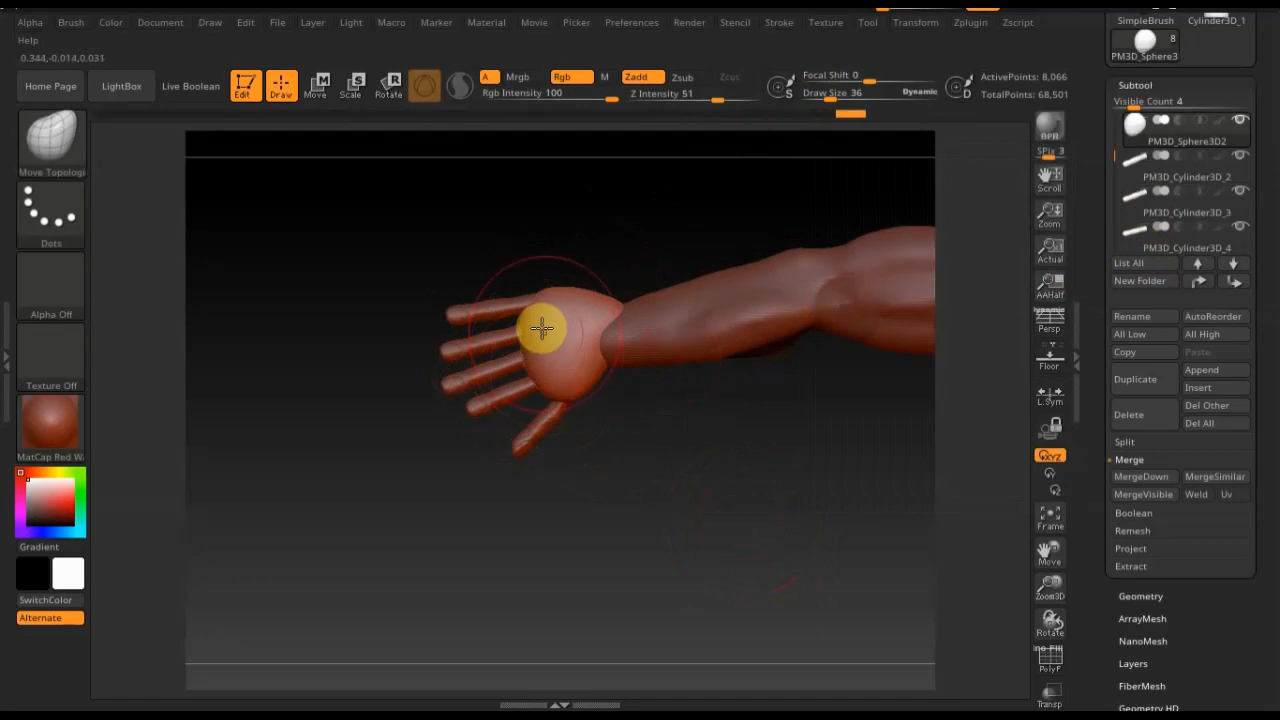 Alpha Brush Color Document Draw Edit File Layer Light Macro Marker Material Movie Picker Preferences Render Stencil Stroke Texture Tool Transform Zplugin Zscript
Help
0.344,-0.014,0.031
Home Page
LightBox
Live Boolean
Edit
Draw
Move
Scale
Rotate
A
Mrgb
Rgb
M
Rgb Intensity 100
Zadd
Zsub
Zcut
Z Intensity 51
S
Focal Shift 0
Draw Size 36
Dynamic
D
ActivePoints: 8,066
TotalPoints: 68,501
Move Topologi
Dots
Alpha Off
Texture Off
MatCap Red W
Gradient
SwitchColor
Alternate
BPR
SPix 3
Scroll
Zoom
Actual
AAHalf
Dynamic
Persp
Floor
L.Sym
XYZ
Y
Z
Frame
Move
Zoom3D
Rotate
Line Fill
PolyF
Transp
SimpleBrush
Cylinder3D_1
8
PM3D_Sphere3
Subtool
Visible Count 4
PM3D_Sphere3D2
PM3D_Cylinder3D_2
PM3D_Cylinder3D_3
PM3D_Cylinder3D_4
List All
New Folder
Rename
AutoReorder
All Low
All High
Copy
Paste
Duplicate
Append
Insert
Delete
Del Other
Del All
Split
Merge
MergeDown
MergeSimilar
MergeVisible
Weld
Uv
Boolean
Remesh
Project
Extract
Geometry
ArrayMesh
NanoMesh
Layers
FiberMesh
Geometry HD